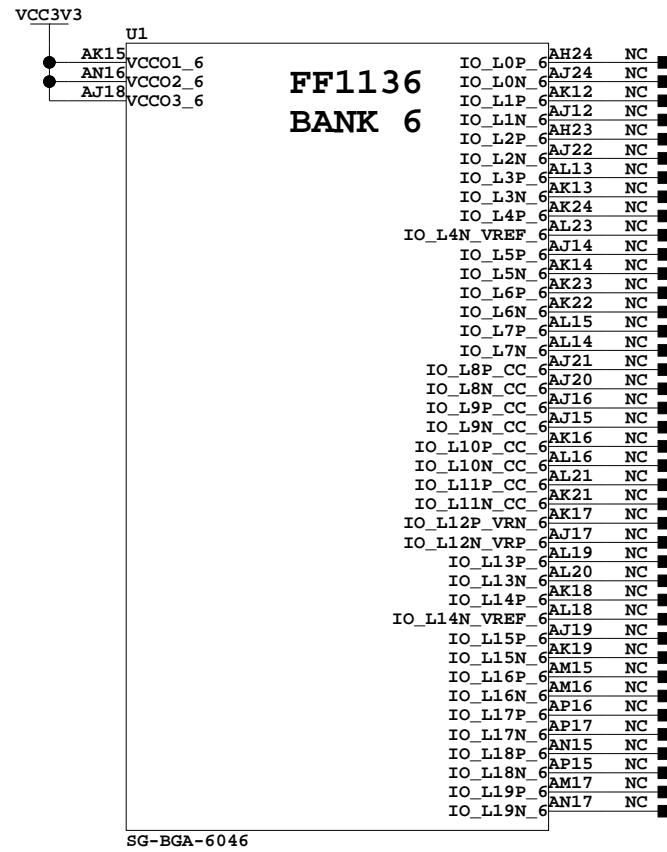 VCC3V3
U1
AK15 VCCO1_6
AN16 VCCO2_6
AJ18 VCCO3_6
FF1136
BANK 6
IO_L0P_6 AH24 NC
IO_L0N_6 AJ24 NC
IO_L1P_6 AK12 NC
IO_L1N_6 AJ12 NC
IO_L2P_6 AH23 NC
IO_L2N_6 AJ22 NC
IO_L3P_6 AL13 NC
IO_L3N_6 AK13 NC
IO_L4P_6 AK24 NC
IO_L4N_VREF_6 AL23 NC
IO_L5P_6 AJ14 NC
IO_L5N_6 AK14 NC
IO_L6P_6 AK23 NC
IO_L6N_6 AK22 NC
IO_L7P_6 AL15 NC
IO_L7N_6 AL14 NC
IO_L8P_CC_6 AJ21 NC
IO_L8N_CC_6 AJ20 NC
IO_L9P_CC_6 AJ16 NC
IO_L9N_CC_6 AJ15 NC
IO_L10P_CC_6 AK16 NC
IO_L10N_CC_6 AL16 NC
IO_L11P_CC_6 AL21 NC
IO_L11N_CC_6 AK21 NC
IO_L12P_VRN_6 AK17 NC
IO_L12N_VRP_6 AJ17 NC
IO_L13P_6 AL19 NC
IO_L13N_6 AL20 NC
IO_L14P_6 AK18 NC
IO_L14N_VREF_6 AL18 NC
IO_L15P_6 AJ19 NC
IO_L15N_6 AK19 NC
IO_L16P_6 AM15 NC
IO_L16N_6 AM16 NC
IO_L17P_6 AP16 NC
IO_L17N_6 AP17 NC
IO_L18P_6 AN15 NC
IO_L18N_6 AP15 NC
IO_L19P_6 AM17 NC
IO_L19N_6 AN17 NC
SG-BGA-6046